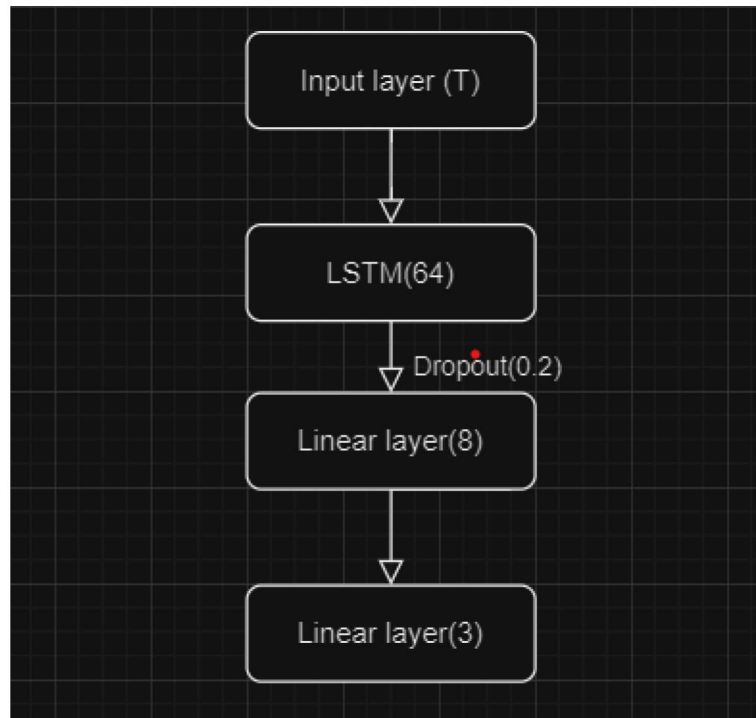 Input layer (T)
LSTM(64)
Dropout(0.2)
Linear layer(8)
Linear layer(3)